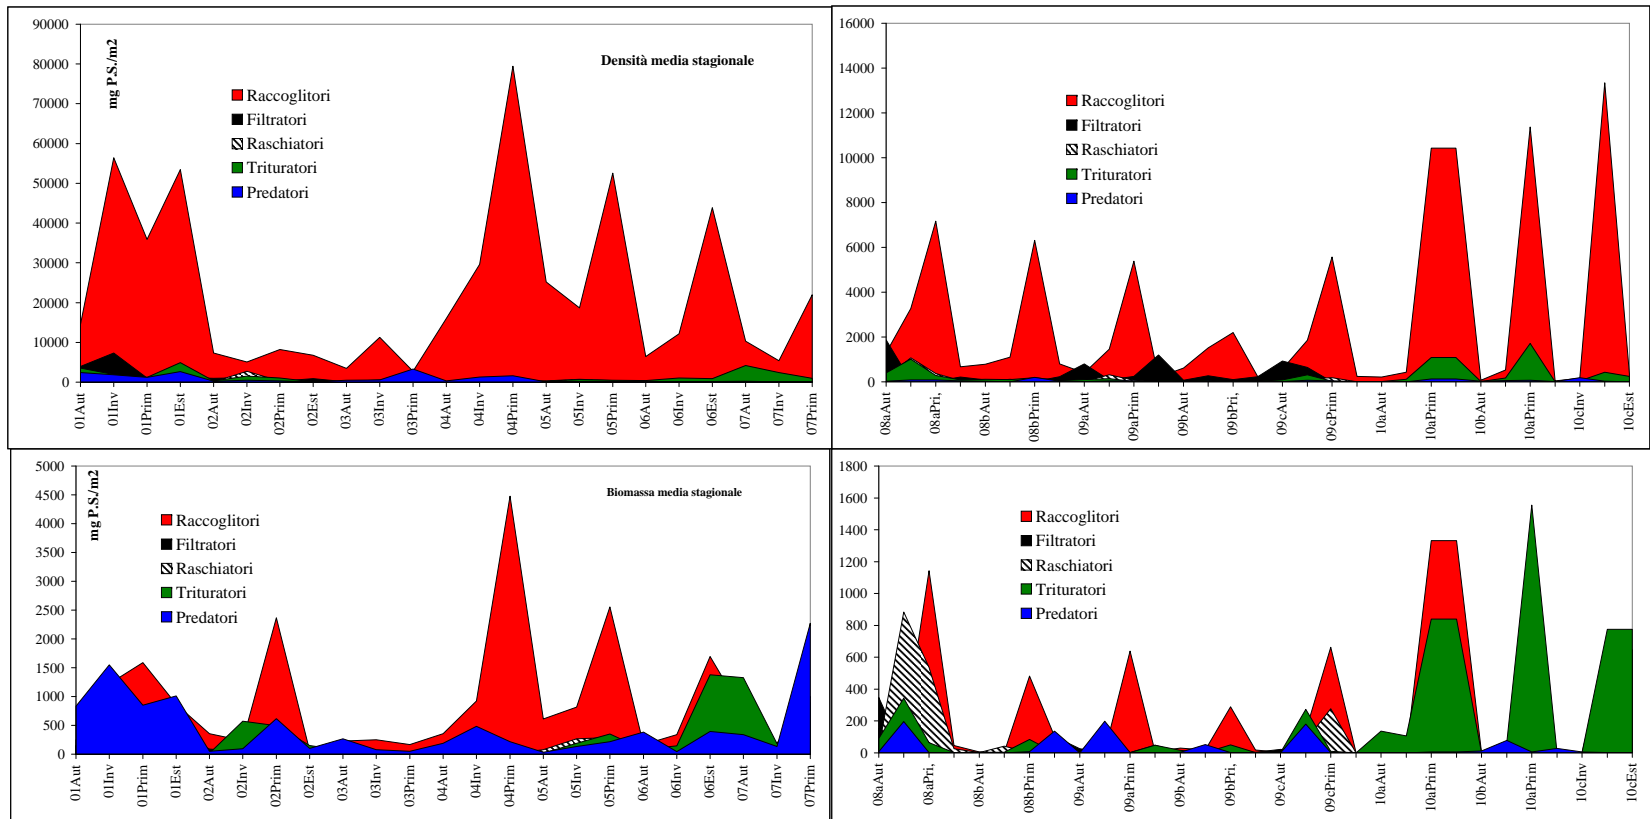 90000
80000
70000
60000
50000
40000
30000
20000
10000
0
mg P.S./m2
Densità media stagionale
Raccoglitori
Filtratori
Raschiatori
Trituratori
Predatori
01Aut
01Inv
01Prim
01Est
02Aut
02Inv
02Prim
02Est
03Aut
03Inv
03Prim
04Aut
04Inv
04Prim
05Aut
05Inv
05Prim
06Aut
06Inv
06Est
07Aut
07Inv
07Prim
16000
14000
12000
10000
8000
6000
4000
2000
0
Raccoglitori
Filtratori
Raschiatori
Trituratori
Predatori
08aAut
08aPri,
08bAut
08bPrim
09aAut
09aPrim
09bAut
09bPri,
09cAut
09cPrim
10aAut
10aPrim
10bAut
10aPrim
10cInv
10cEst
5000
4500
4000
3500
3000
2500
2000
1500
1000
500
0
mg P.S./m2
Biomassa media stagionale
Raccoglitori
Filtratori
Raschiatori
Trituratori
Predatori
01Aut
01Inv
01Prim
01Est
02Aut
02Inv
02Prim
02Est
03Aut
03Inv
03Prim
04Aut
04Inv
04Prim
05Aut
05Inv
05Prim
06Aut
06Inv
06Est
07Aut
07Inv
07Prim
1800
1600
1400
1200
1000
800
600
400
200
0
Raccoglitori
Filtratori
Raschiatori
Trituratori
Predatori
08aAut
08aPri,
08bAut
08bPrim
09aAut
09aPrim
09bAut
09bPri,
09cAut
09cPrim
10aAut
10aPrim
10bAut
10aPrim
10cInv
10cEst